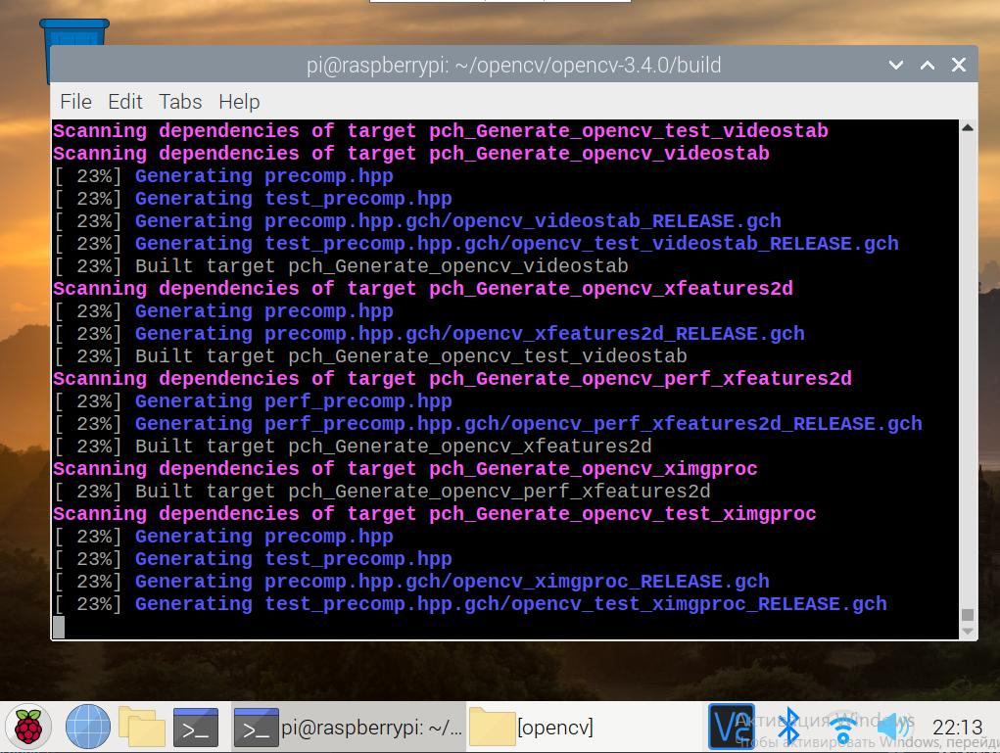 pi@raspberrypi: ~/opencv/opencv-3.4.0/build
File Edit Tabs Help
Scanning dependencies of target pch_Generate_opencv_test_videostab
Scanning dependencies of target pch_Generate_opencv_videostab
[ 23%] Generating precomp.hpp
[ 23%] Generating test_precomp.hpp
[ 23%] Generating precomp.hpp.gch/opencv_videostab_RELEASE.gch
[ 23%] Generating test_precomp.hpp.gch/opencv_test_videostab_RELEASE.gch
[ 23%] Built target pch_Generate_opencv_videostab
Scanning dependencies of target pch_Generate_opencv_xfeatures2d
[ 23%] Generating precomp.hpp
[ 23%] Generating precomp.hpp.gch/opencv_xfeatures2d_RELEASE.gch
[ 23%] Built target pch_Generate_opencv_test_videostab
Scanning dependencies of target pch_Generate_opencv_perf_xfeatures2d
[ 23%] Generating perf_precomp.hpp
[ 23%] Generating perf_precomp.hpp.gch/opencv_perf_xfeatures2d_RELEASE.gch
[ 23%] Built target pch_Generate_opencv_xfeatures2d
Scanning dependencies of target pch_Generate_opencv_ximgproc
[ 23%] Built target pch_Generate_opencv_perf_xfeatures2d
Scanning dependencies of target pch_Generate_opencv_test_ximgproc
[ 23%] Generating precomp.hpp
[ 23%] Generating test_precomp.hpp
[ 23%] Generating precomp.hpp.gch/opencv_ximgproc_RELEASE.gch
[ 23%] Generating test_precomp.hpp.gch/opencv_test_ximgproc_RELEASE.gch
>_ >_ pi@raspberrypi: ~/... [opencv] 22:13
Активация Windows
Чтобы активировать Windows, перейди